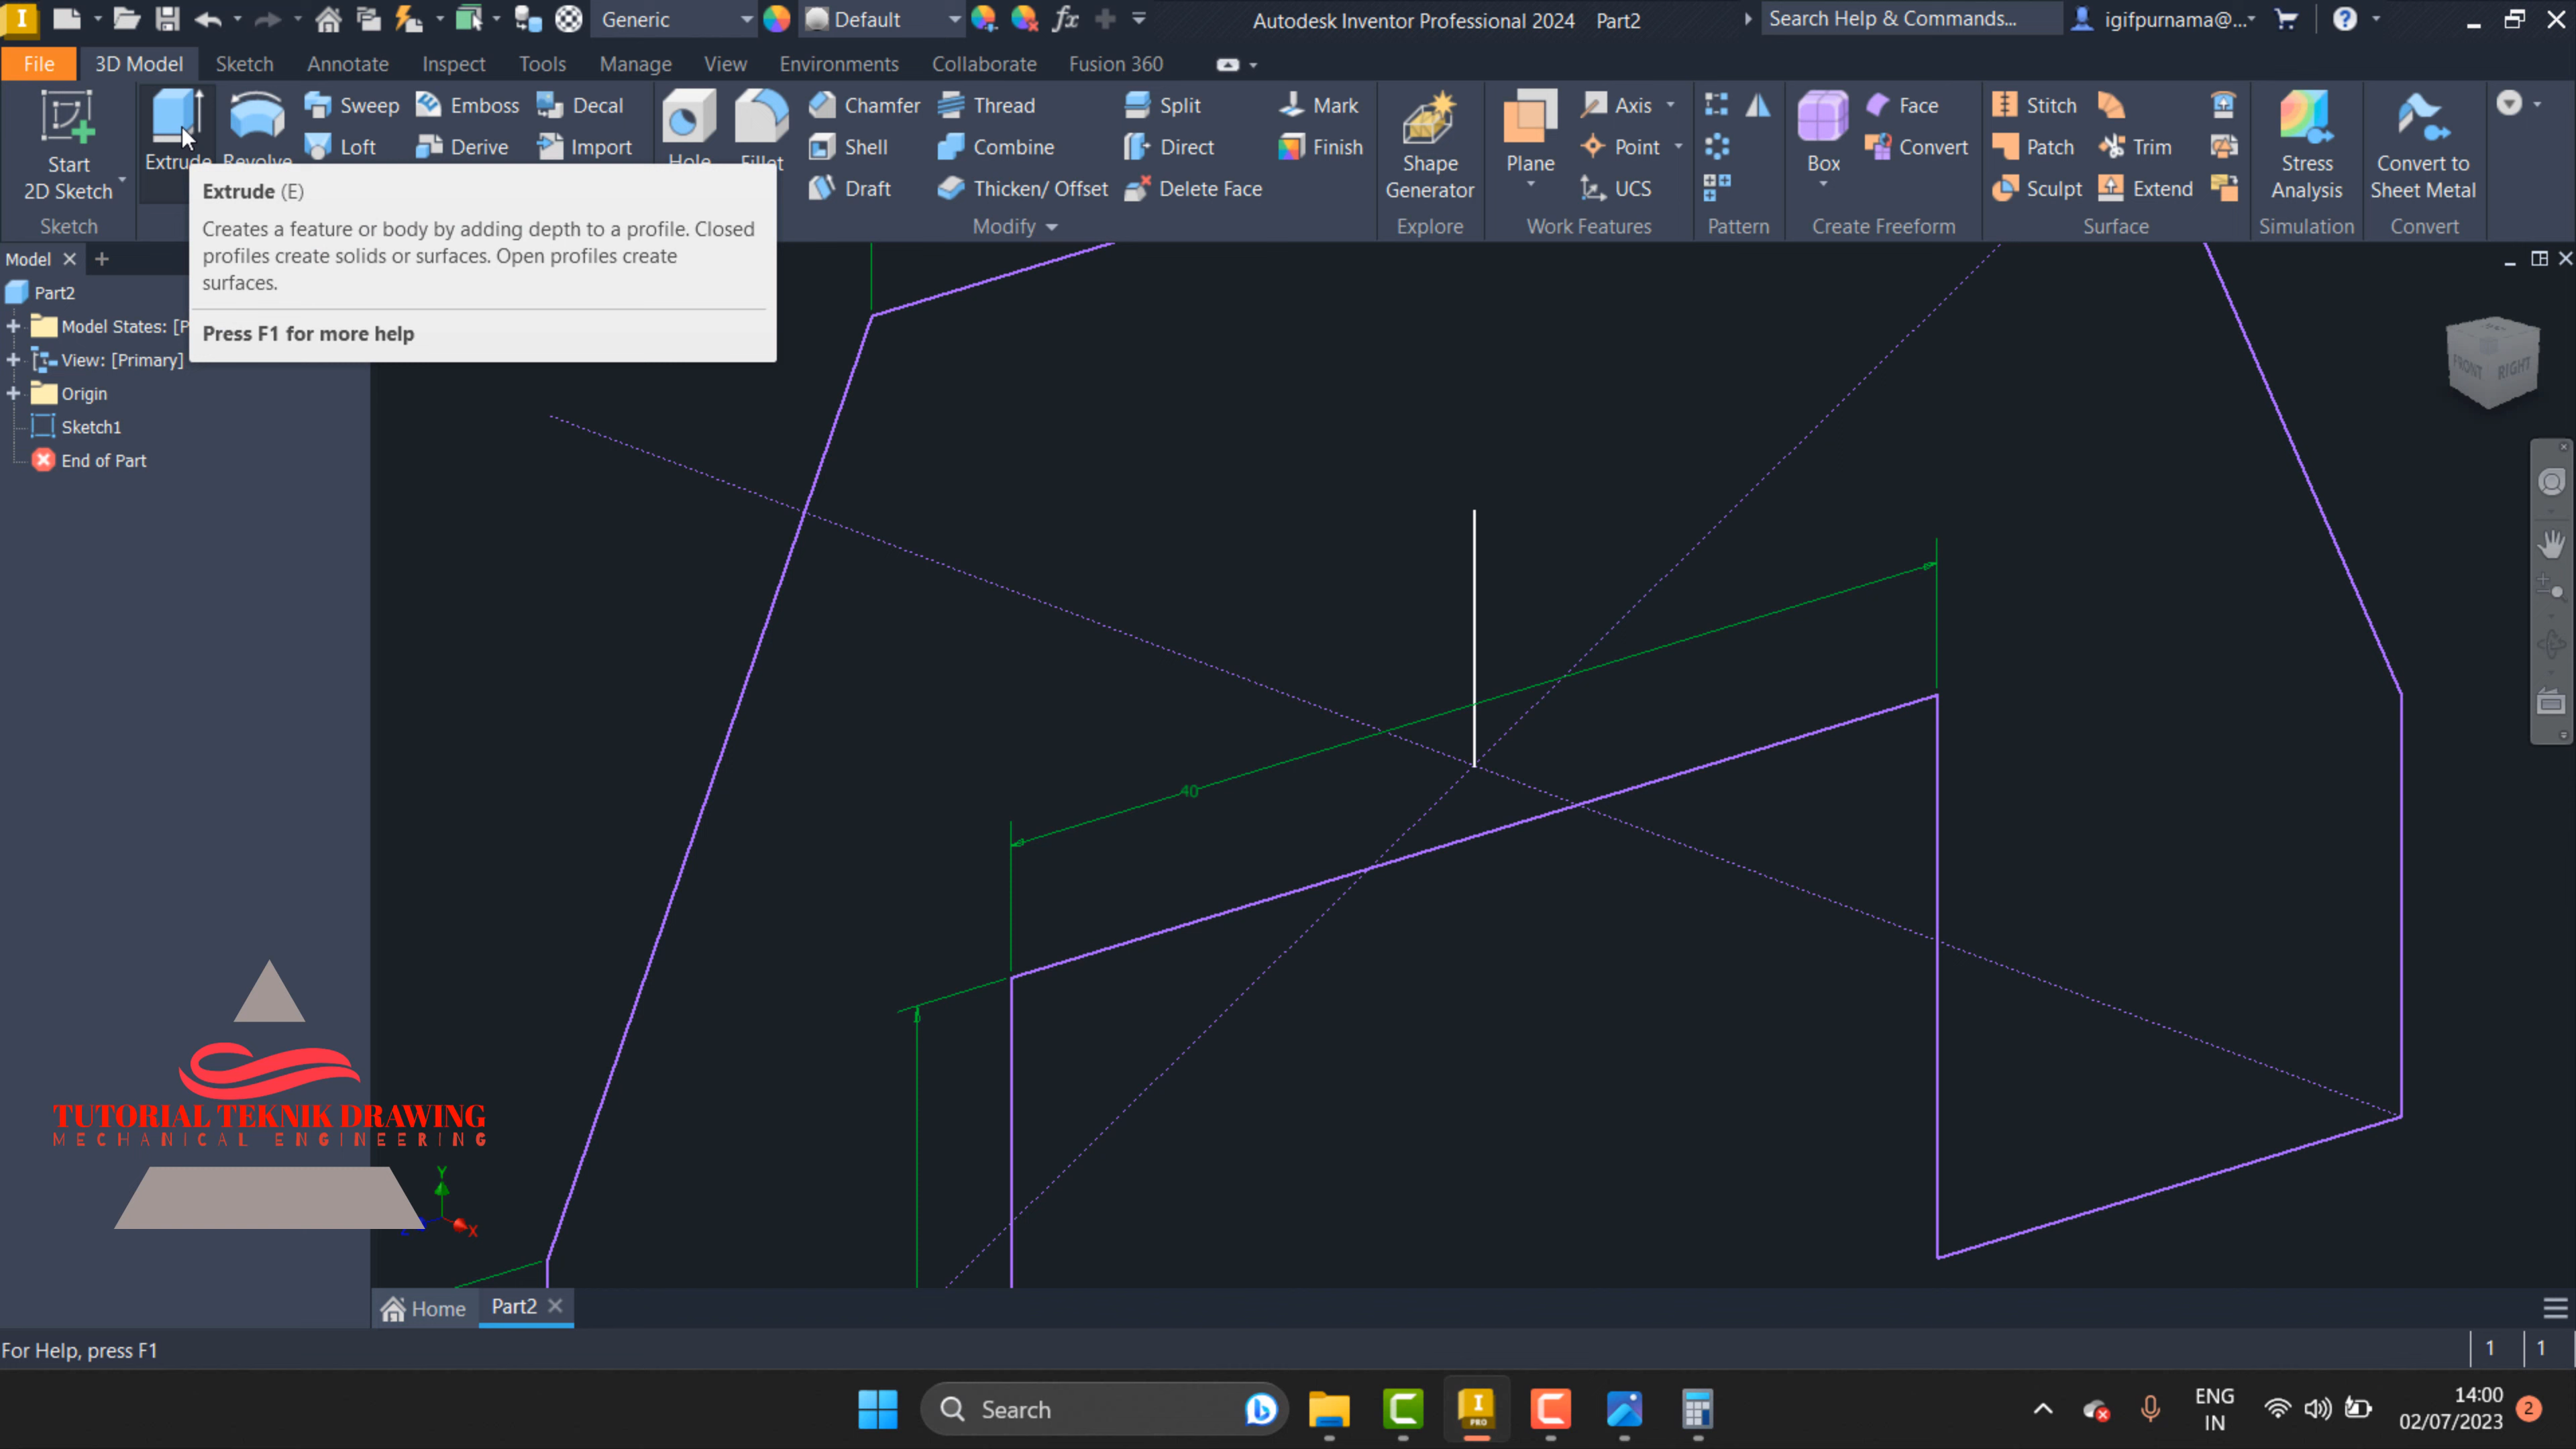 Generic
Default
Autodesk Inventor Professional 2024 Part2
Search Help & Commands...
igifpurnama@...
File
3D Model
Sketch
Annotate
Inspect
Tools
Manage
View
Environments
Collaborate
Fusion 360
Start
2D Sketch
Sketch
Extrude
Revolve
Sweep
Loft
Emboss
Derive
Decal
Import
Hole
Fillet
Chamfer
Shell
Draft
Thread
Combine
Thicken/ Offset
Split
Direct
Delete Face
Mark
Finish
Modify
Shape
Generator
Explore
Plane
Axis
Point
UCS
Work Features
Pattern
Box
Face
Convert
Create Freeform
Stitch
Patch
Sculpt
Trim
Extend
Surface
Stress
Analysis
Simulation
Convert to
Sheet Metal
Convert
Extrude (E)
Creates a feature or body by adding depth to a profile. Closed
profiles create solids or surfaces. Open profiles create
surfaces.
Press F1 for more help
Model
Part2
Model States: [P
View: [Primary]
Origin
Sketch1
End of Part
FRONT
RIGHT
40
TUTORIAL TEKNIK DRAWING
MECHANICAL ENGINEERING
Y
X
Home
Part2
For Help, press F1
1
1
Search
I
PRO
ENG
IN
14:00
02/07/2023
2